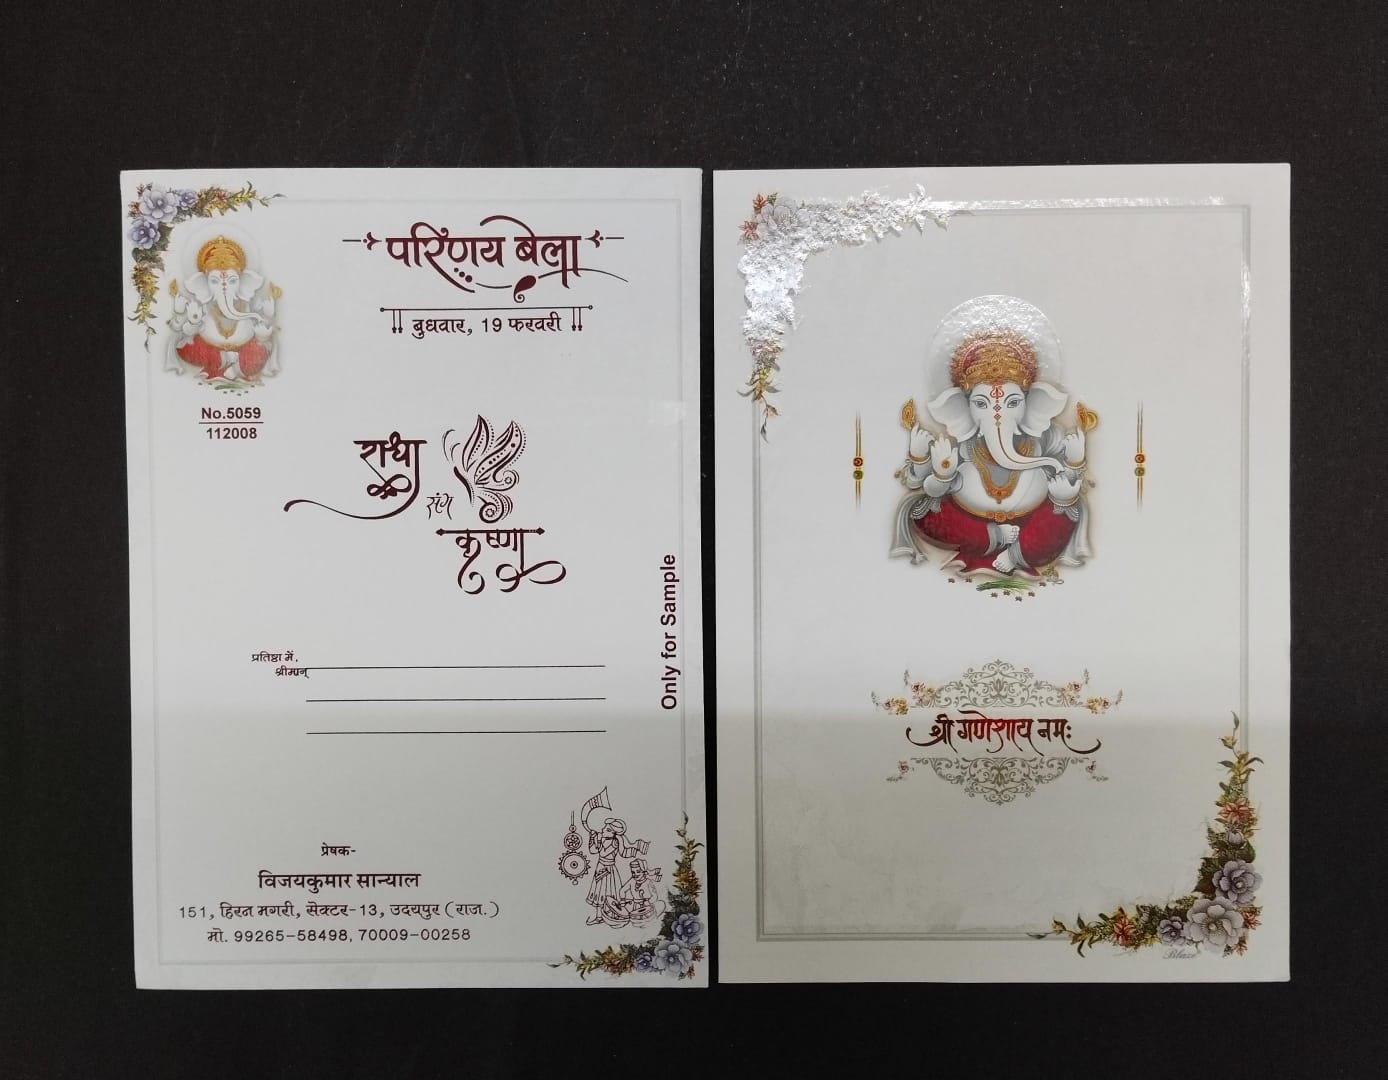 परिणय बेला
बुधवार, 19 फरवरी
No.5059
112008
राधा
संग
कृष्णा
Only for Sample
प्रतिष्ठा में,
श्रीमान्
प्रेषक-
विजयकुमार सान्याल
151, हिरन मगरी, सेक्टर-13, उदयपुर (राज.)
मो. 99265-58498, 70009-00258
श्री गणेशाय नमः